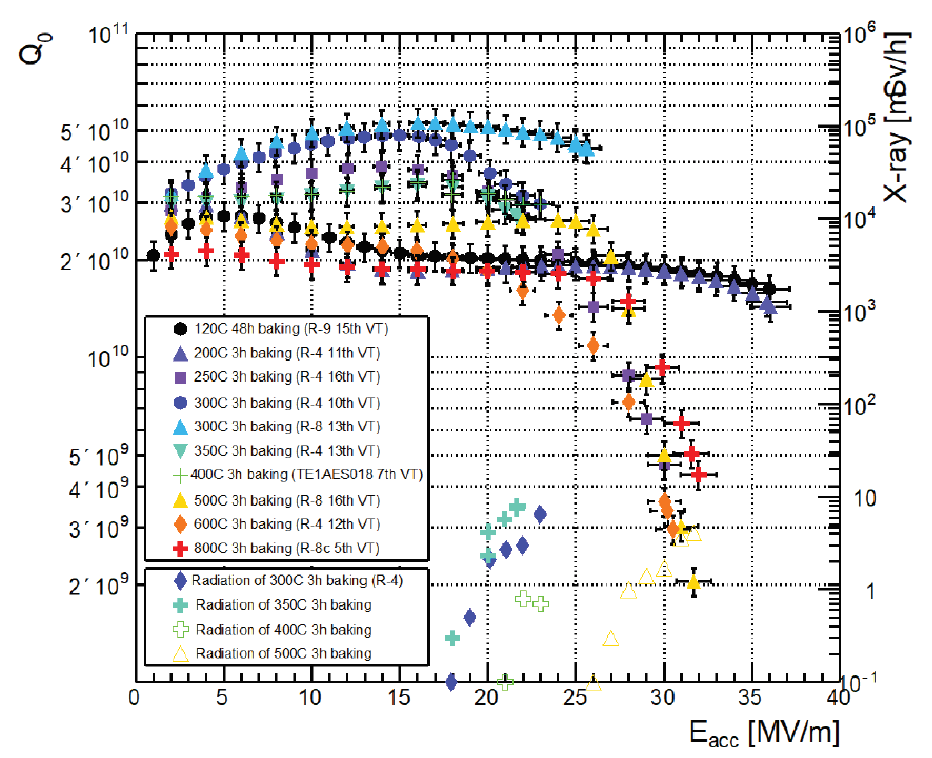 Q0
10^11
5′ 10^10
4′ 10^10
3′ 10^10
2′ 10^10
10^10
5′ 10^9
4′ 10^9
3′ 10^9
2′ 10^9
120C 48h baking (R-9 15th VT)
200C 3h baking (R-4 11th VT)
250C 3h baking (R-4 16th VT)
300C 3h baking (R-4 10th VT)
300C 3h baking (R-8 13th VT)
350C 3h baking (R-4 13th VT)
400C 3h baking (TE1AES018 7th VT)
500C 3h baking (R-8 16th VT)
600C 3h baking (R-4 12th VT)
800C 3h baking (R-8c 5th VT)
Radiation of 300C 3h baking (R-4)
Radiation of 350C 3h baking
Radiation of 400C 3h baking
Radiation of 500C 3h baking
10^6
10^5
10^4
10^3
10^2
10
1
10^−1
X-ray [mSv/h]
0 5 10 15 20 25 30 35 40
Eacc [MV/m]